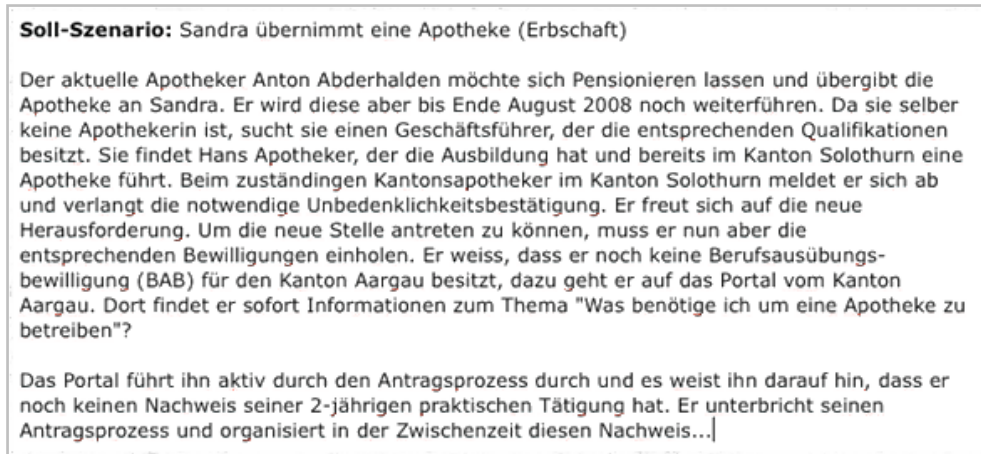 Soll-Szenario: Sandra übernimmt eine Apotheke (Erbschaft)
Der aktuelle Apotheker Anton Abderhalden möchte sich Pensionieren lassen und übergibt die
Apotheke an Sandra. Er wird diese aber bis Ende August 2008 noch weiterführen. Da sie selber
keine Apothekerin ist, sucht sie einen Geschäftsführer, der die entsprechenden Qualifikationen
besitzt. Sie findet Hans Apotheker, der die Ausbildung hat und bereits im Kanton Solothurn eine
Apotheke führt. Beim zuständingen Kantonsapotheker im Kanton Solothurn meldet er sich ab
und verlangt die notwendige Unbedenklichkeitsbestätigung. Er freut sich auf die neue
Herausforderung. Um die neue Stelle antreten zu können, muss er nun aber die
entsprechenden Bewilligungen einholen. Er weiss, dass er noch keine Berufsausübungs-
bewilligung (BAB) für den Kanton Aargau besitzt, dazu geht er auf das Portal vom Kanton
Aargau. Dort findet er sofort Informationen zum Thema "Was benötige ich um eine Apotheke zu
betreiben"?
Das Portal führt ihn aktiv durch den Antragsprozess durch und es weist ihn darauf hin, dass er
noch keinen Nachweis seiner 2-jährigen praktischen Tätigung hat. Er unterbricht seinen
Antragsprozess und organisiert in der Zwischenzeit diesen Nachweis...